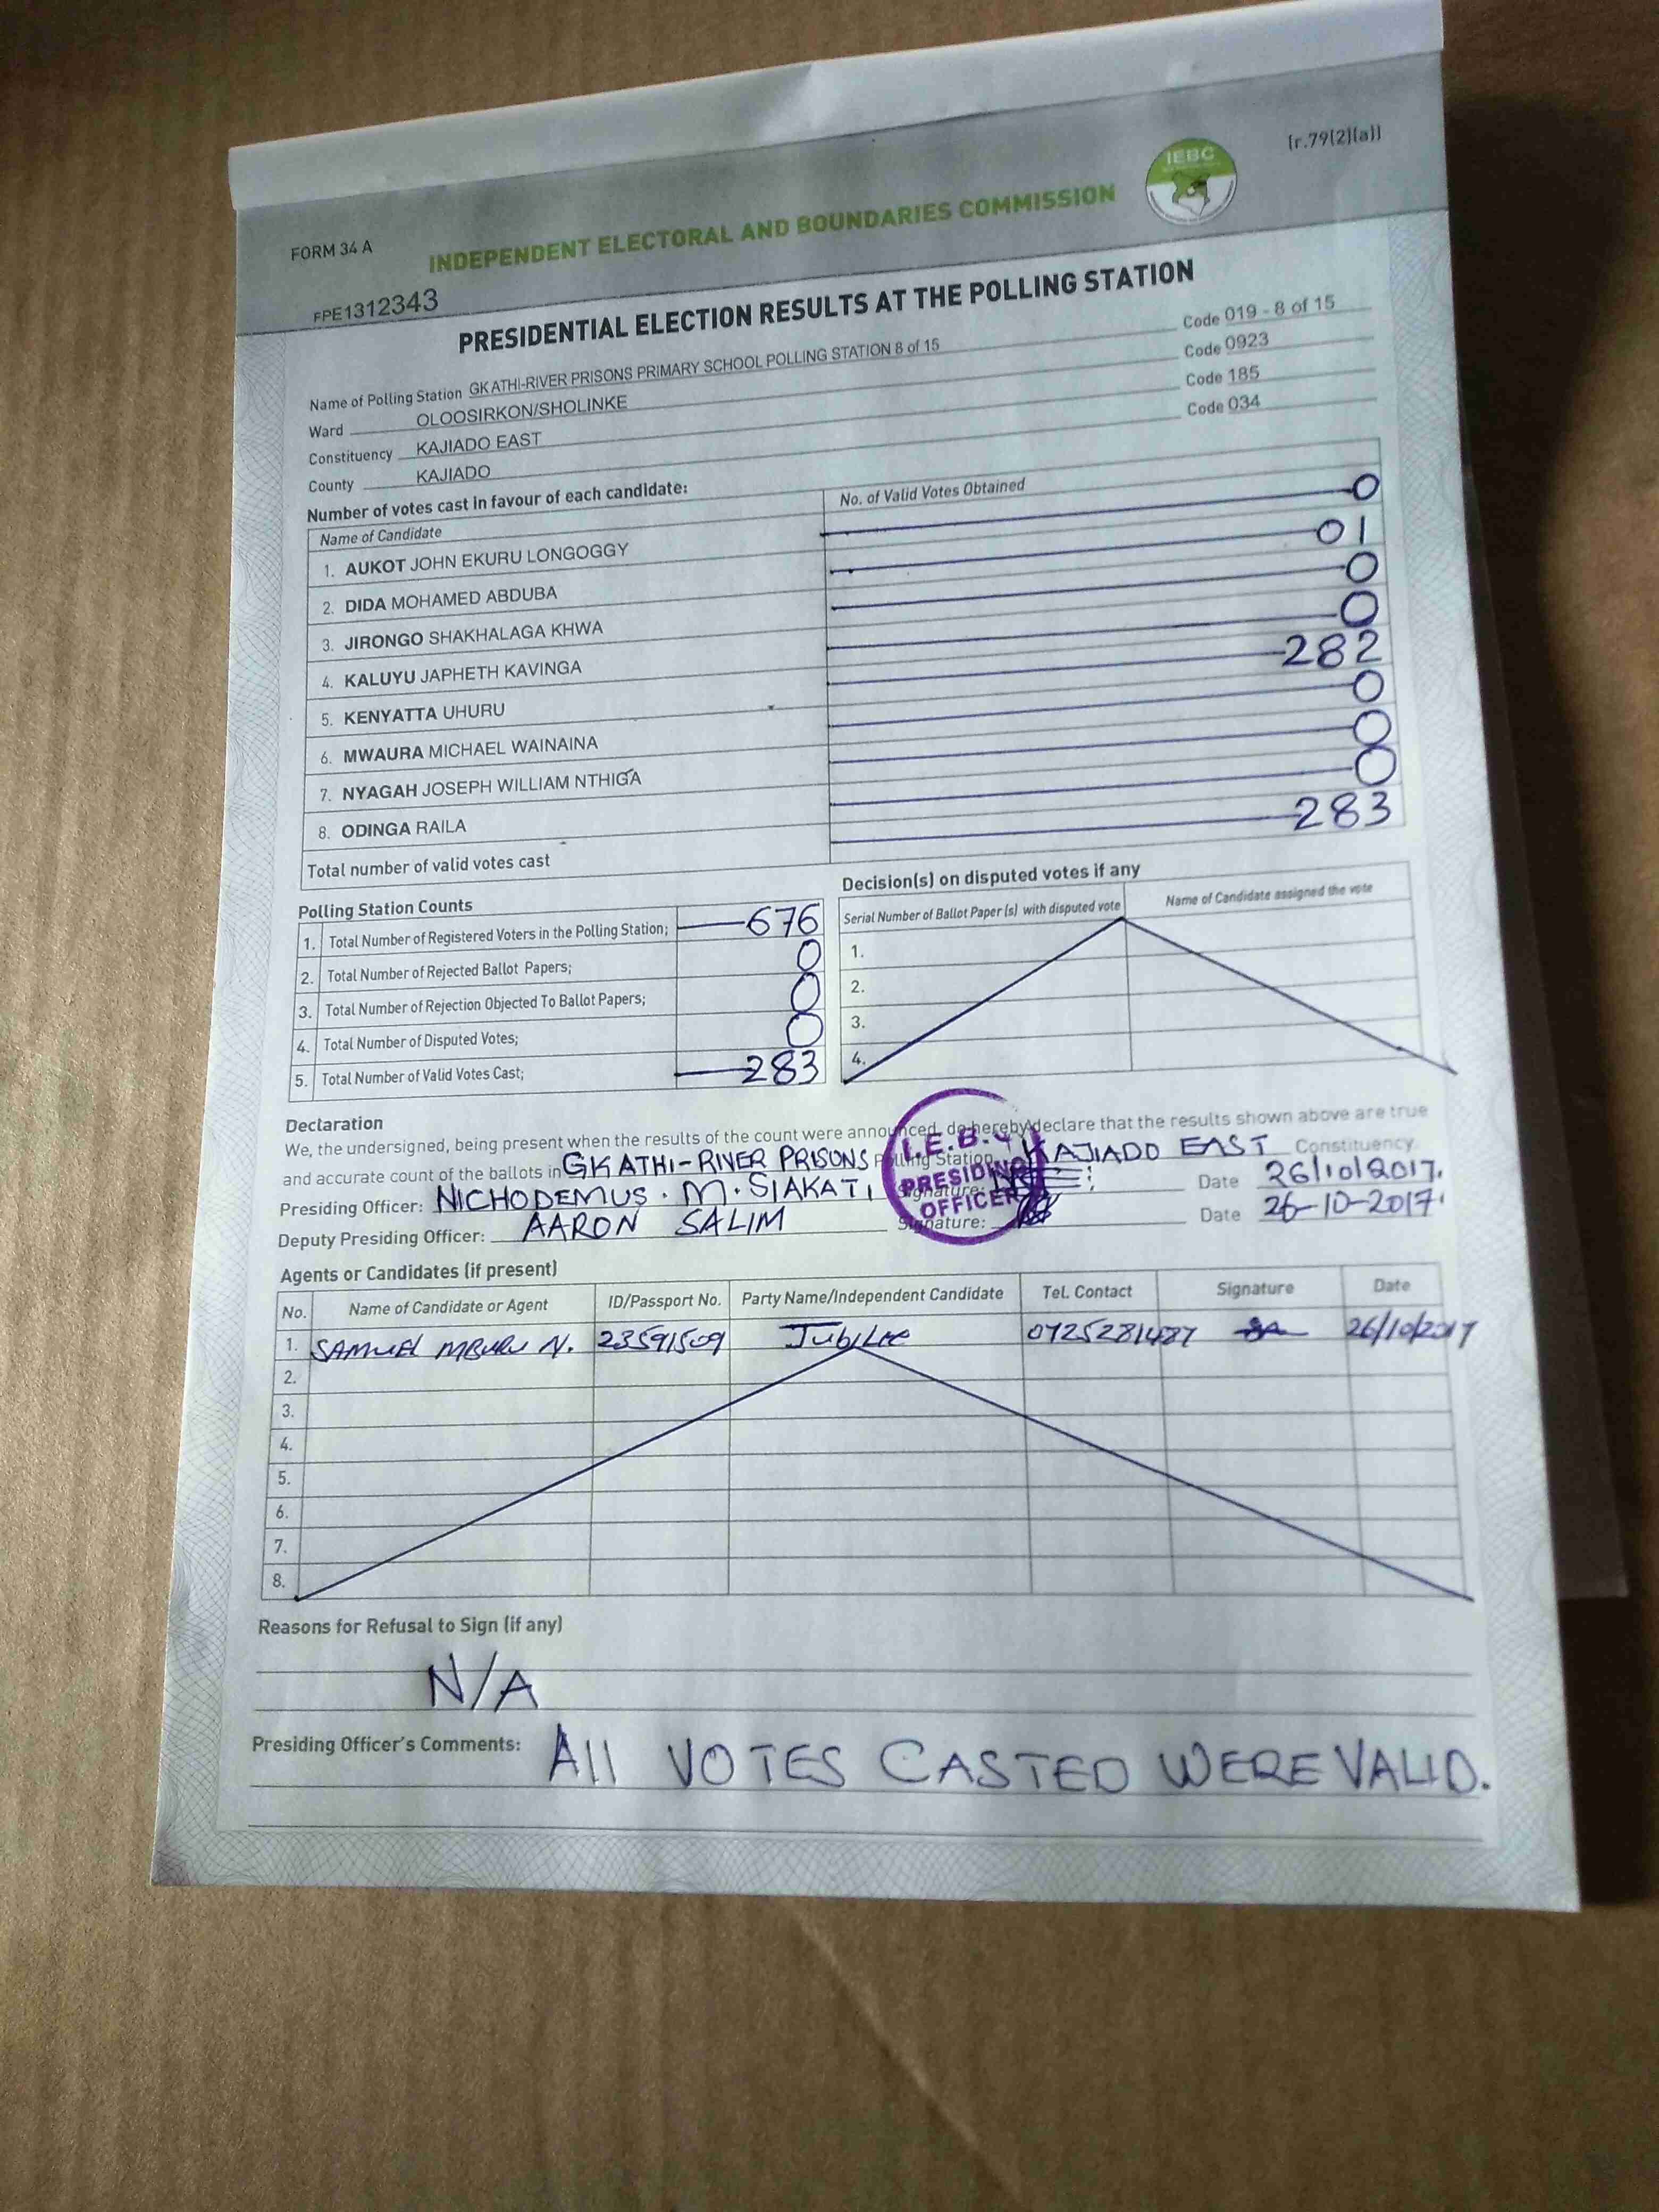 [r.79(2)(a)]
IEBC
FORM 34 A
INDEPENDENT ELECTORAL AND BOUNDARIES COMMISSION
FPE1312343
PRESIDENTIAL ELECTION RESULTS AT THE POLLING STATION
Name of Polling Station GK ATHI-RIVER PRISONS PRIMARY SCHOOL POLLING STATION 8 of 15 Code 019 - 8 of 15
Ward OLOOSIRKON/SHOLINKE Code 0923
Constituency KAJIADO EAST Code 185
County KAJIADO Code 034
Number of votes cast in favour of each candidate:
Name of Candidate No. of Valid Votes Obtained
1. AUKOT JOHN EKURU LONGOGGY 0
2. DIDA MOHAMED ABDUBA 01
3. JIRONGO SHAKHALAGA KHWA 0
4. KALUYU JAPHETH KAVINGA 0
5. KENYATTA UHURU 282
6. MWAURA MICHAEL WAINAINA 0
7. NYAGAH JOSEPH WILLIAM NTHIGA 0
8. ODINGA RAILA 0
Total number of valid votes cast 283
Polling Station Counts
1. Total Number of Registered Voters in the Polling Station; 676
2. Total Number of Rejected Ballot Papers; 0
3. Total Number of Rejection Objected To Ballot Papers; 0
4. Total Number of Disputed Votes; 0
5. Total Number of Valid Votes Cast; 283
Decision(s) on disputed votes if any
Serial Number of Ballot Paper (s) with disputed vote Name of Candidate assigned the vote
1.
2.
3.
4.
Declaration
We, the undersigned, being present when the results of the count were announced, do hereby declare that the results shown above are true
and accurate count of the ballots in GK ATHI-RIVER PRISONS Polling Station, KAJIADO EAST Constituency
Presiding Officer: NICHODEMUS . M . SIAKATI Signature: Date 26/10/2017.
Deputy Presiding Officer: AARON SALIM Signature: Date 26-10-2017.
I.E.B.C
PRESIDING
OFFICER
Agents or Candidates (if present)
No. Name of Candidate or Agent ID/Passport No. Party Name/Independent Candidate Tel. Contact Signature Date
1. SAMUEL MBURU N. 23591509 Jubilee 0725281487 26/10/2017
2.
3.
4.
5.
6.
7.
8.
Reasons for Refusal to Sign (if any)
N/A
Presiding Officer's Comments: All VOTES CASTED WERE VALID.